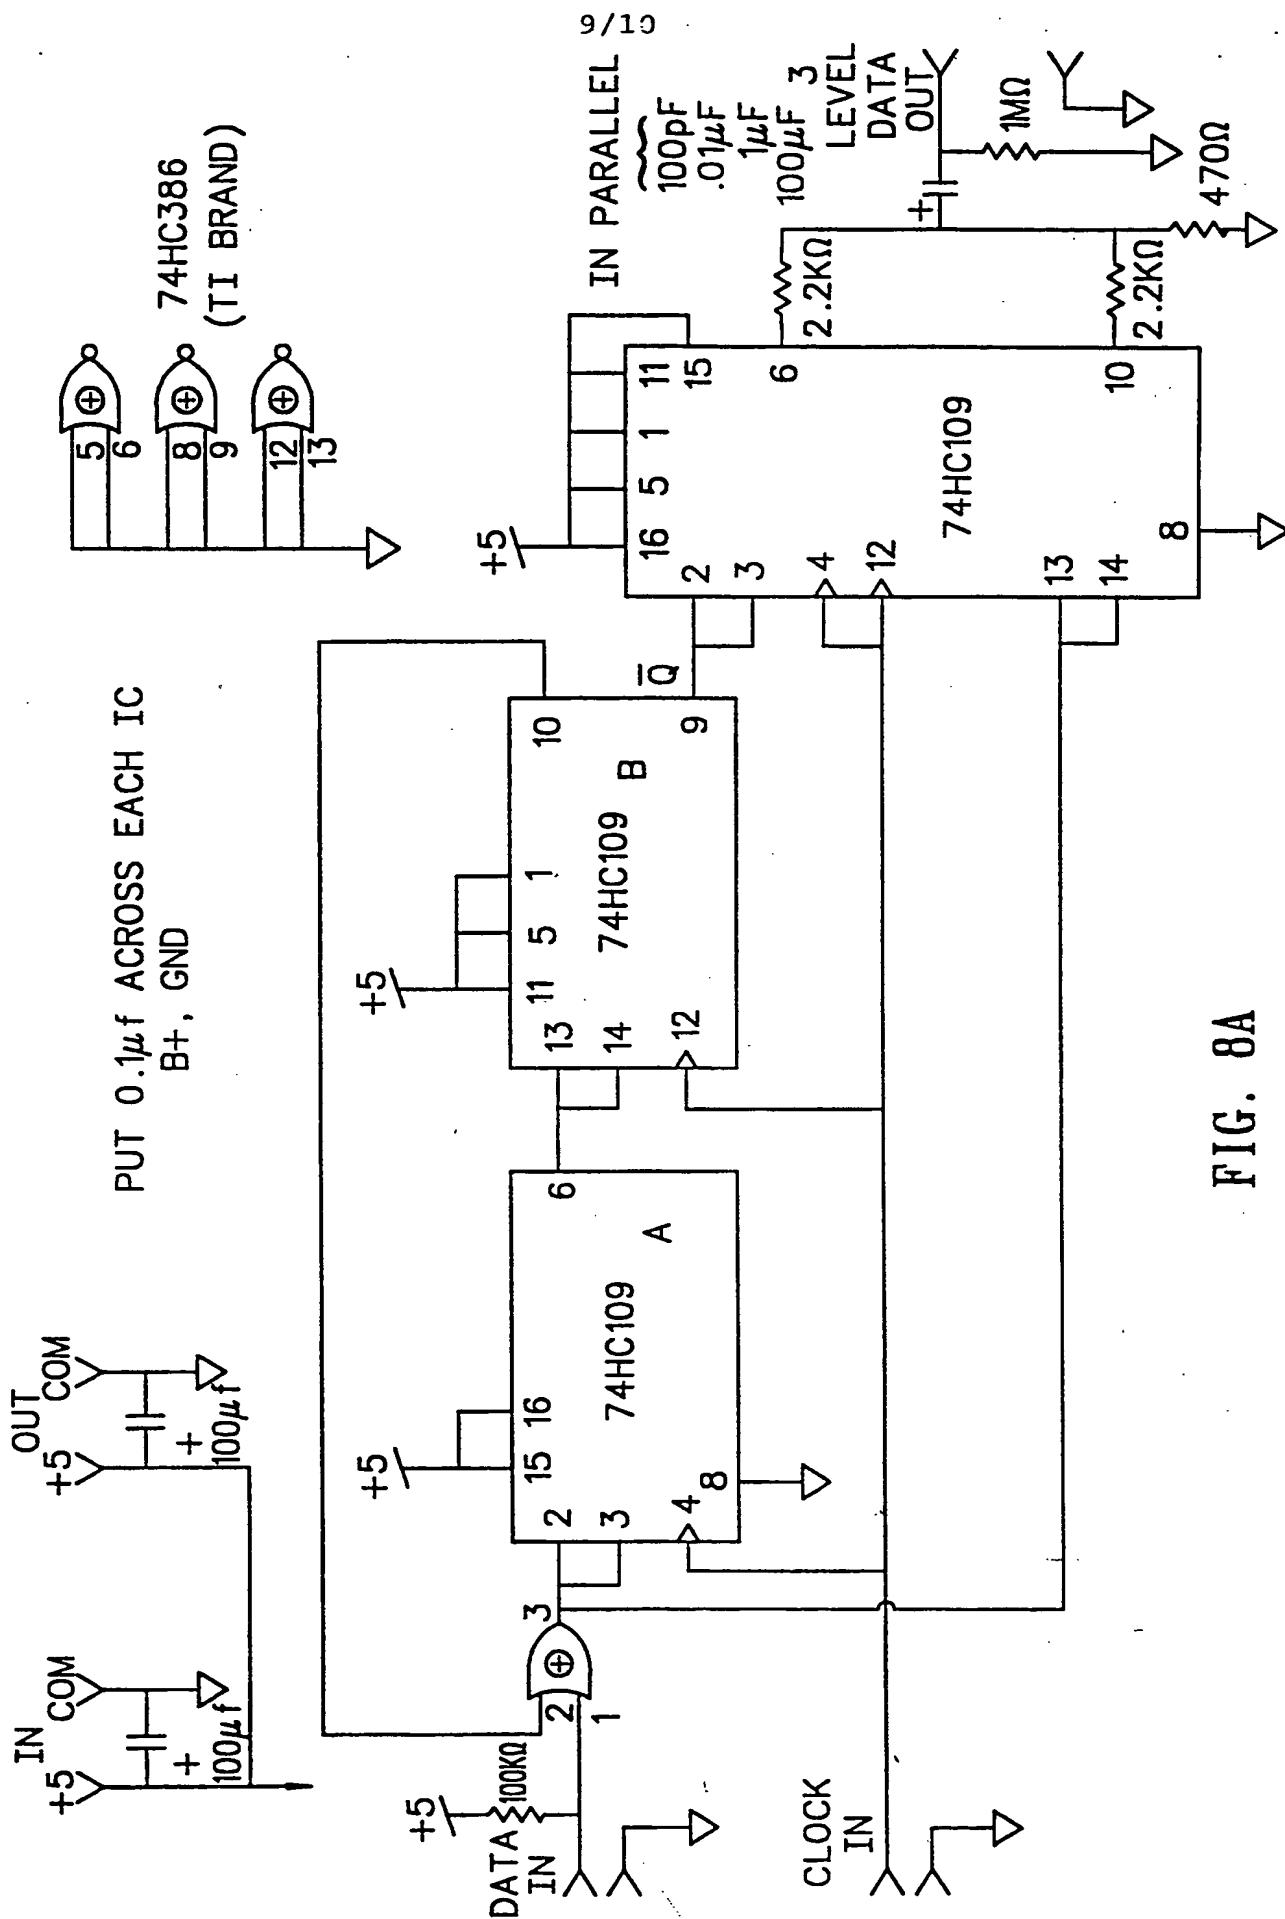 9/10
IN
+5
COM
+
100µf
OUT
+5
COM
+
100µf
PUT 0.1µf ACROSS EACH IC
B+, GND
5
6
8
9
12
13
74HC386
(TI BRAND)
DATA
IN
+5
100KΩ
2
1
3
+5
15
16
2
3
4
8
6
74HC109
A
+5
11
5
1
13
14
12
10
9
Q̅
74HC109
B
+5
16
5
1
11
15
2
3
4
12
13
14
6
10
8
74HC109
2.2KΩ
2.2KΩ
470Ω
IN PARALLEL
100pF
.01µF
1µF
100µF
+
1MΩ
3
LEVEL
DATA
OUT
CLOCK
IN
FIG. 8A